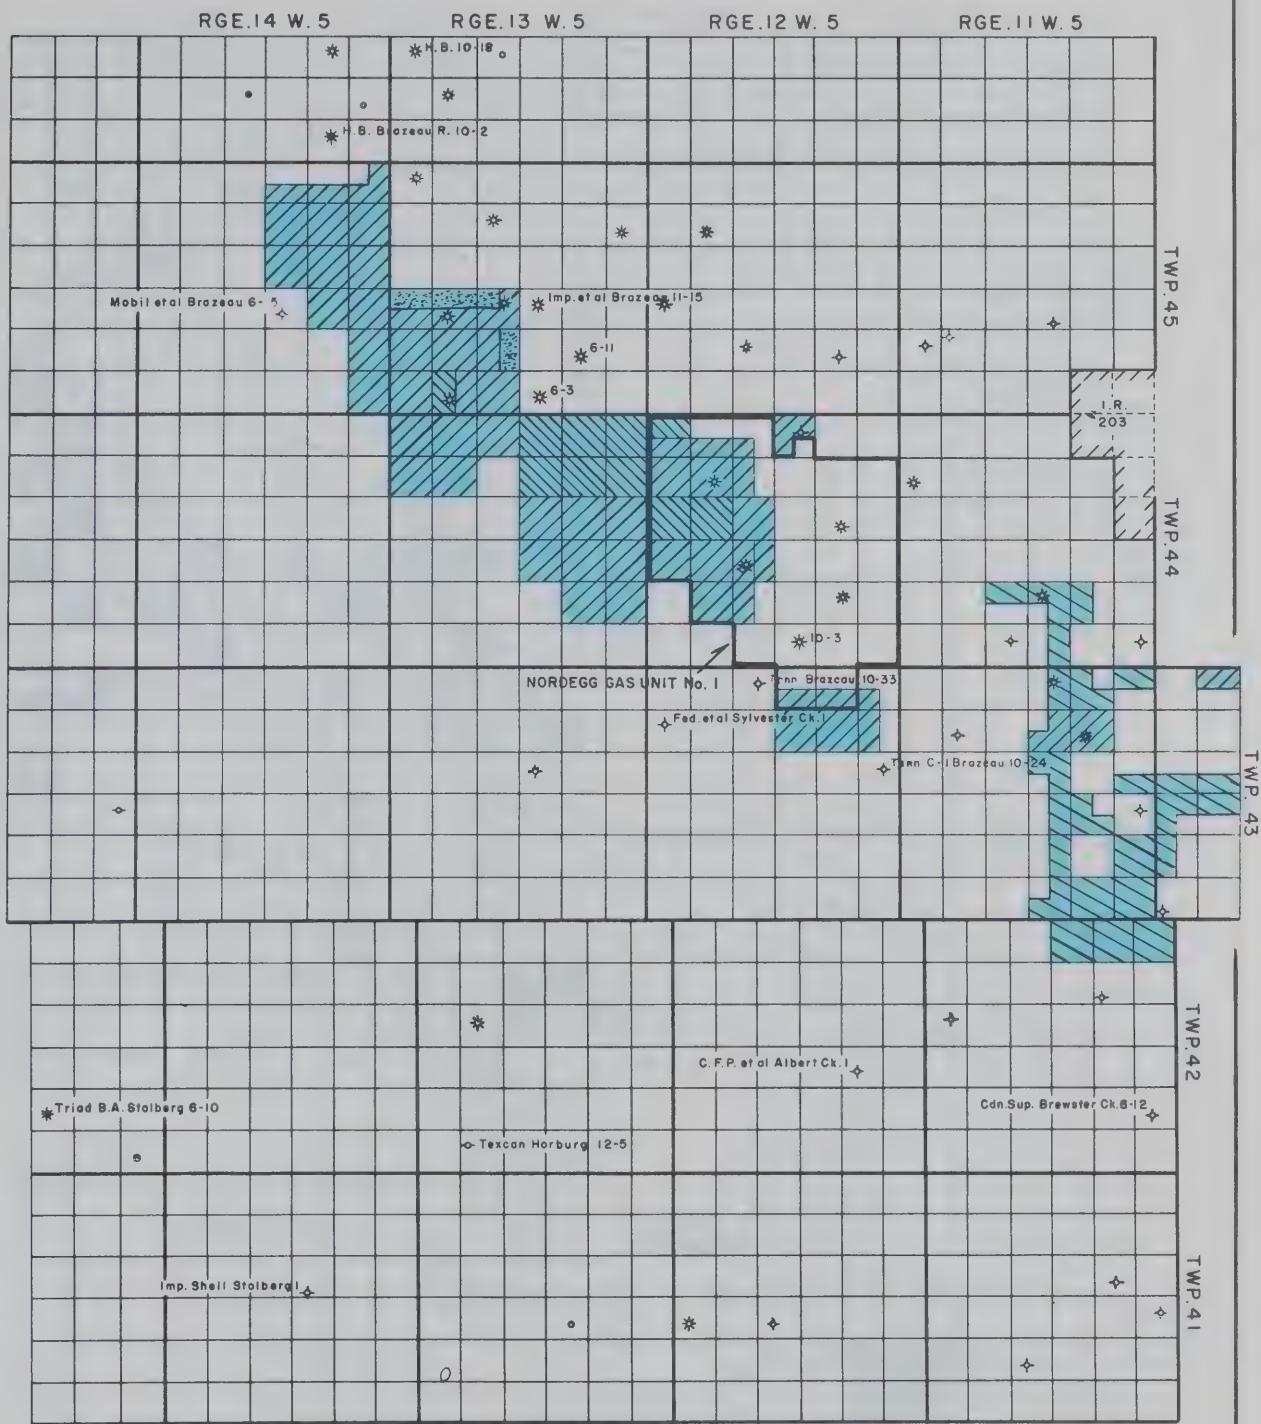 RGE.14 W.5
RGE.13 W.5
RGE.12 W.5
RGE.11 W.5
H.B. 10-18
H.B. Brazeau R. 10-2
TWP. 45
Mobil et al Brazeau 6-5
Imp. et al Brazeau 11-15
6-11
6-3
I.R.
203
TWP. 44
10-3
NORDEGG GAS UNIT No. 1
Tenn Brazeau 10-33
Fed. et al Sylvester Ck. 1
Tenn C-1 Brazeau 10-24
TWP. 43
TWP. 42
C.F.P. et al Albert Ck. 1
Triad B.A. Stolberg 6-10
Cdn. Sup. Brewster Ck. 6-12
Texcan Horburg 12-5
Imp. Shell Stolberg 1
TWP. 41